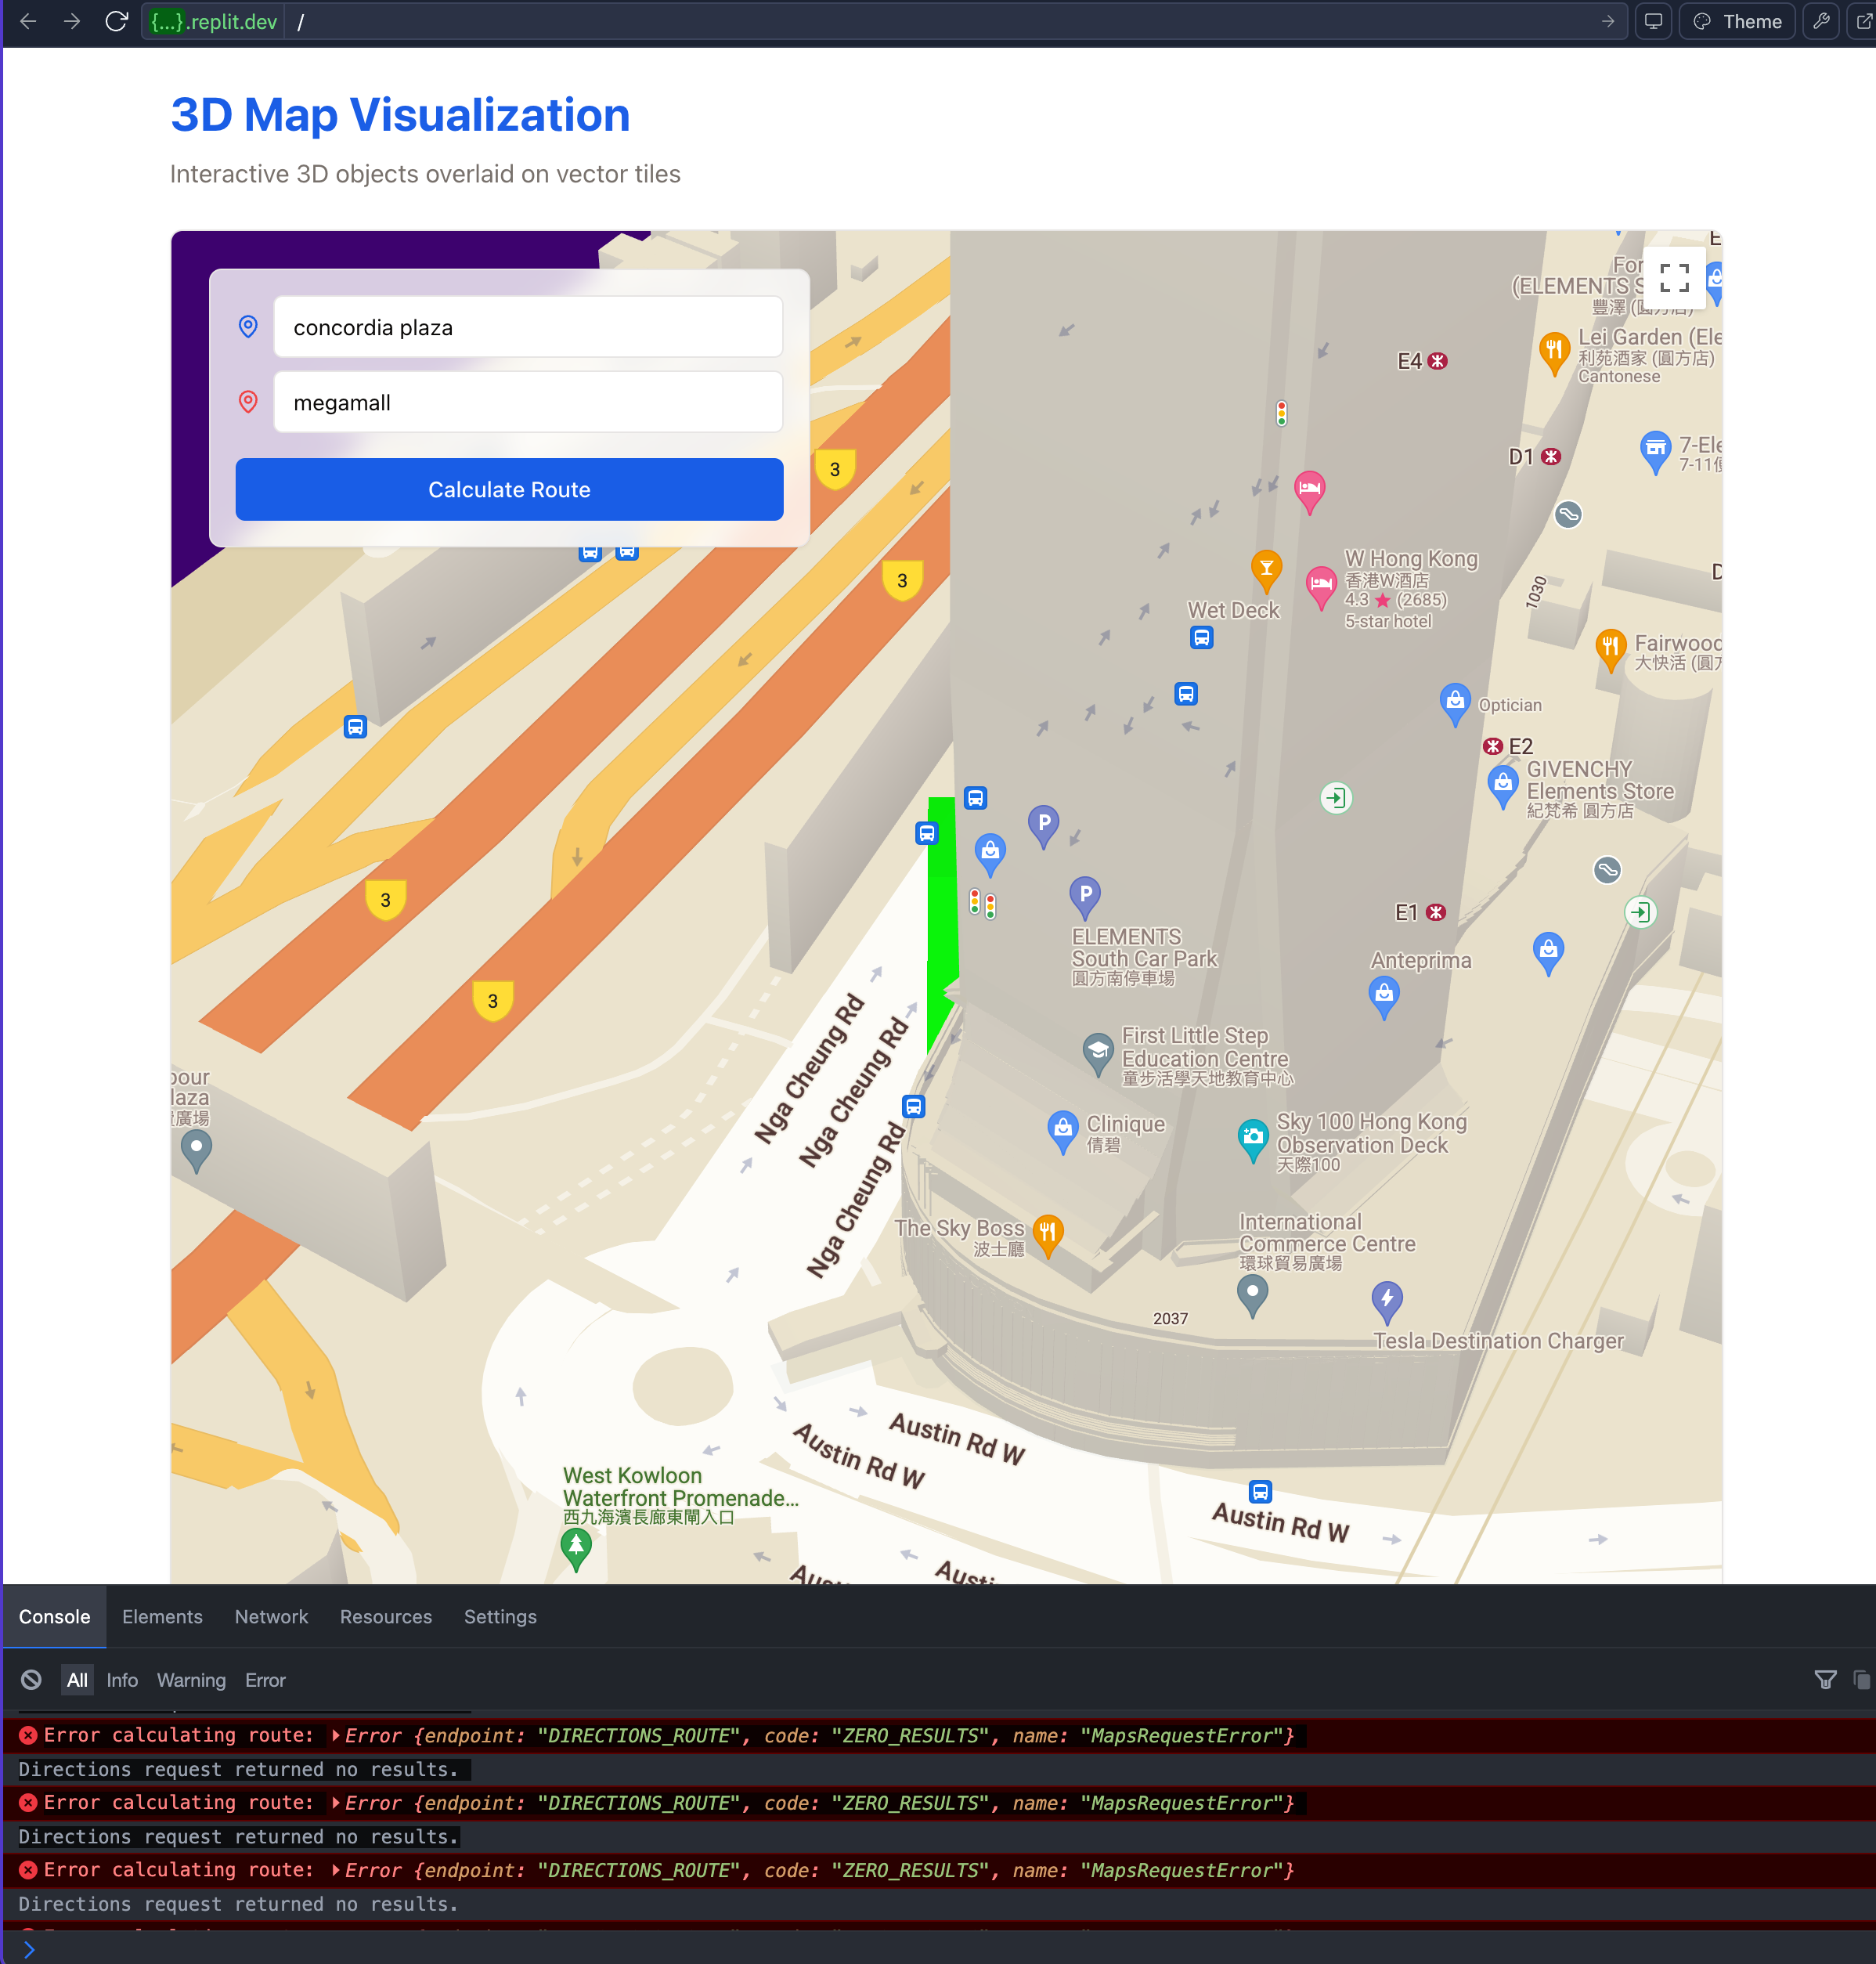 {...}.replit.dev
/
Theme
3D Map Visualization
Interactive 3D objects overlaid on vector tiles
concordia plaza
megamall
Calculate Route
3
3
3
3
E
For
(ELEMENTS S
豐澤 (圓方店)
Lei Garden (Ele
利苑酒家 (圓方店)
Cantonese
E4
D1
7-Ele
7-11便
W Hong Kong
香港W酒店
4.3 ★ (2685)
5-star hotel
Wet Deck
1030
D
Fairwood
大快活 (圓方
Optician
E2
GIVENCHY
Elements Store
紀梵希 圓方店
P
P
ELEMENTS
South Car Park
圓方南停車場
E1
Anteprima
First Little Step
Education Centre
童步活學天地教育中心
Nga Cheung Rd
Nga Cheung Rd
Nga Cheung Rd
bour
laza
廣場
Clinique
倩碧
Sky 100 Hong Kong
Observation Deck
天際100
The Sky Boss
波士廳
International
Commerce Centre
環球貿易廣場
2037
Tesla Destination Charger
Austin Rd W
Austin Rd W
Austin Rd W
West Kowloon
Waterfront Promenade...
西九海濱長廊東閘入口
Console
Elements
Network
Resources
Settings
All
Info
Warning
Error
Error calculating route: Error {endpoint: "DIRECTIONS_ROUTE", code: "ZERO_RESULTS", name: "MapsRequestError"}
Directions request returned no results.
Error calculating route: Error {endpoint: "DIRECTIONS_ROUTE", code: "ZERO_RESULTS", name: "MapsRequestError"}
Directions request returned no results.
Error calculating route: Error {endpoint: "DIRECTIONS_ROUTE", code: "ZERO_RESULTS", name: "MapsRequestError"}
Directions request returned no results.